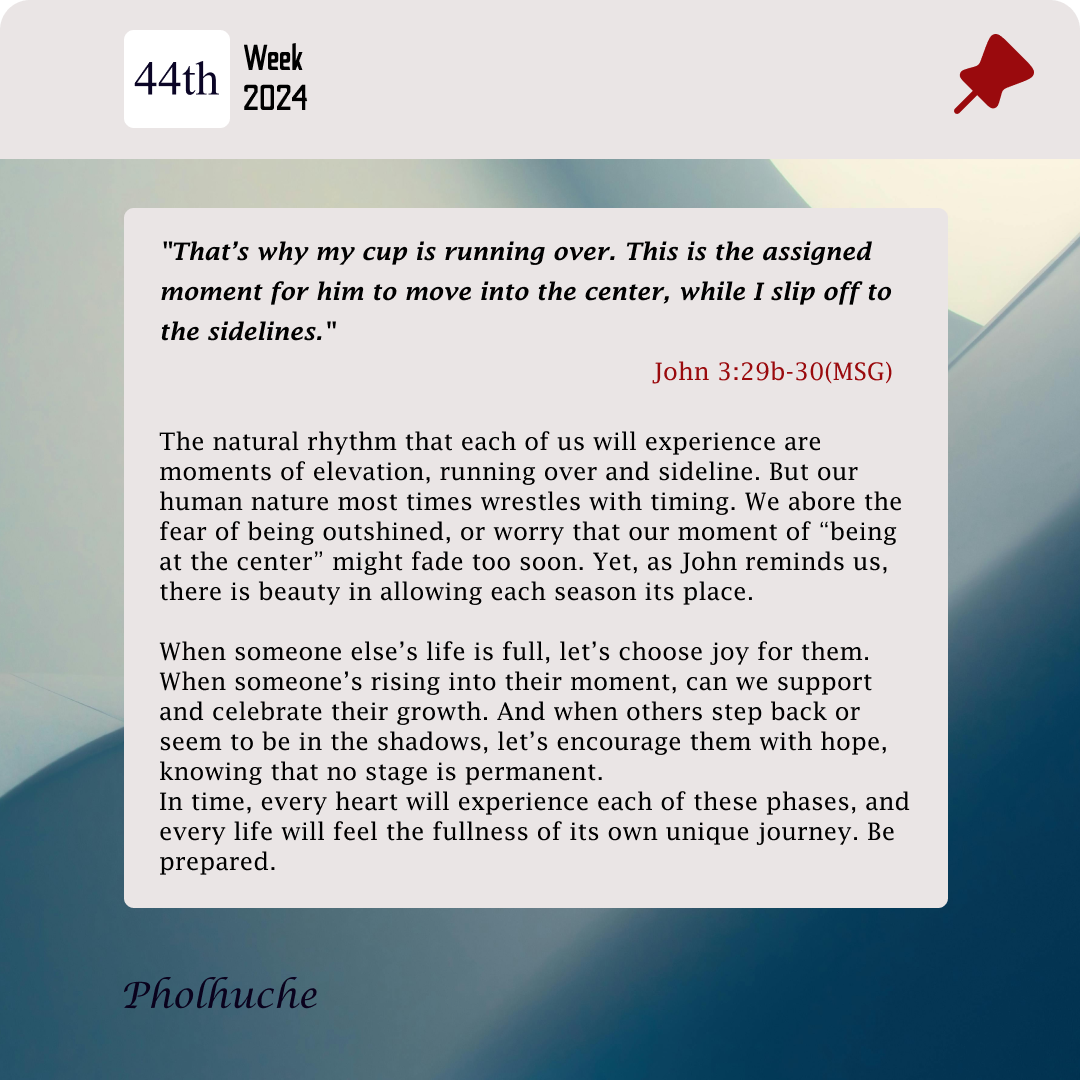 44th
Week
2024
"That’s why my cup is running over. This is the assigned
moment for him to move into the center, while I slip off to
the sidelines."
John 3:29b-30(MSG)
The natural rhythm that each of us will experience are
moments of elevation, running over and sideline. But our
human nature most times wrestles with timing. We abore the
fear of being outshined, or worry that our moment of “being
at the center” might fade too soon. Yet, as John reminds us,
there is beauty in allowing each season its place.
When someone else’s life is full, let’s choose joy for them.
When someone’s rising into their moment, can we support
and celebrate their growth. And when others step back or
seem to be in the shadows, let’s encourage them with hope,
knowing that no stage is permanent.
In time, every heart will experience each of these phases, and
every life will feel the fullness of its own unique journey. Be
prepared.
Pholhuche